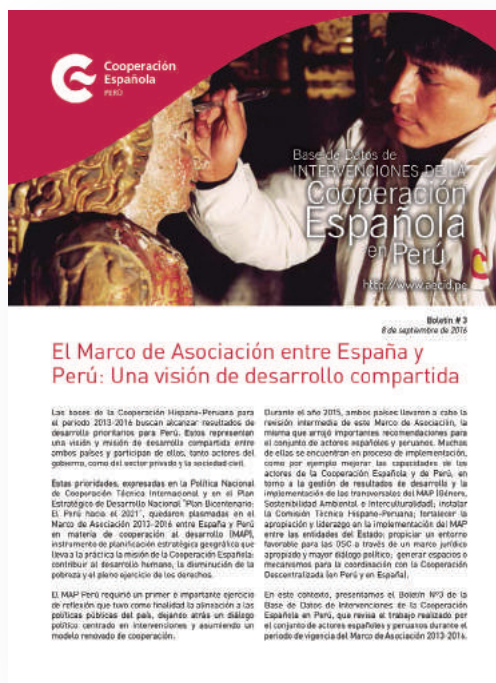 Cooperación
Española
PERÚ
Base de Datos de
INTERVENCIONES DE LA
Cooperación
Española
en Perú
http://www.aecid.pe
Boletín # 3
8 de septiembre de 2016
El Marco de Asociación entre España y
Perú: Una visión de desarrollo compartida
Las bases de la Cooperación Hispano-Peruana para
el periodo 2013-2016 buscan alcanzar resultados de
desarrollo prioritarios para Perú. Estos representan
una visión y misión de desarrollo compartida entre
ambos países y participan de ellos, tanto actores del
gobierno, como del sector privado y la sociedad civil.
Estas prioridades, expresadas en la Política Nacional
de Cooperación Técnica Internacional y en el Plan
Estratégico de Desarrollo Nacional "Plan Bicentenario:
El Perú hacia el 2021", quedaron plasmadas en el
Marco de Asociación 2013-2016 entre España y Perú
en materia de cooperación al desarrollo (MAP),
instrumento de planificación estratégica geográfica que
lleva a la práctica la misión de la Cooperación Española:
contribuir al desarrollo humano, la disminución de la
pobreza y el pleno ejercicio de los derechos.
El MAP Perú requirió un primer e importante ejercicio
de reflexión que tuvo como finalidad la alineación a las
políticas públicas del país, dejando atrás un diálogo
político centrado en intervenciones y asumiendo un
modelo renovado de cooperación.
Durante el año 2015, ambos países llevaron a cabo la
revisión intermedia de este Marco de Asociación, la
misma que arrojó importantes recomendaciones para
el conjunto de actores españoles y peruanos. Muchas
de ellas se encuentran en proceso de implementación,
como por ejemplo mejorar las capacidades de los
actores de la Cooperación Española y de Perú, en
torno a la gestión de resultados de desarrollo y la
implementación de las transversales del MAP (Género,
Sostenibilidad Ambiental e Interculturalidad); instalar
la Comisión Técnica Hispano-Peruana; fortalecer la
apropiación y liderazgo en la implementación del MAP
entre las entidades del Estado; propiciar un entorno
favorable para las OSC a través de un marco jurídico
apropiado y mayor diálogo político; generar espacios o
mecanismos para la coordinación con la Cooperación
Descentralizada (en Perú y en España).
En este contexto, presentamos el Boletín Nº3 de la
Base de Datos de Intervenciones de la Cooperación
Española en Perú, que revisa el trabajo realizado por
el conjunto de actores españoles y peruanos durante el
periodo de vigencia del Marco de Asociación 2013-2016.